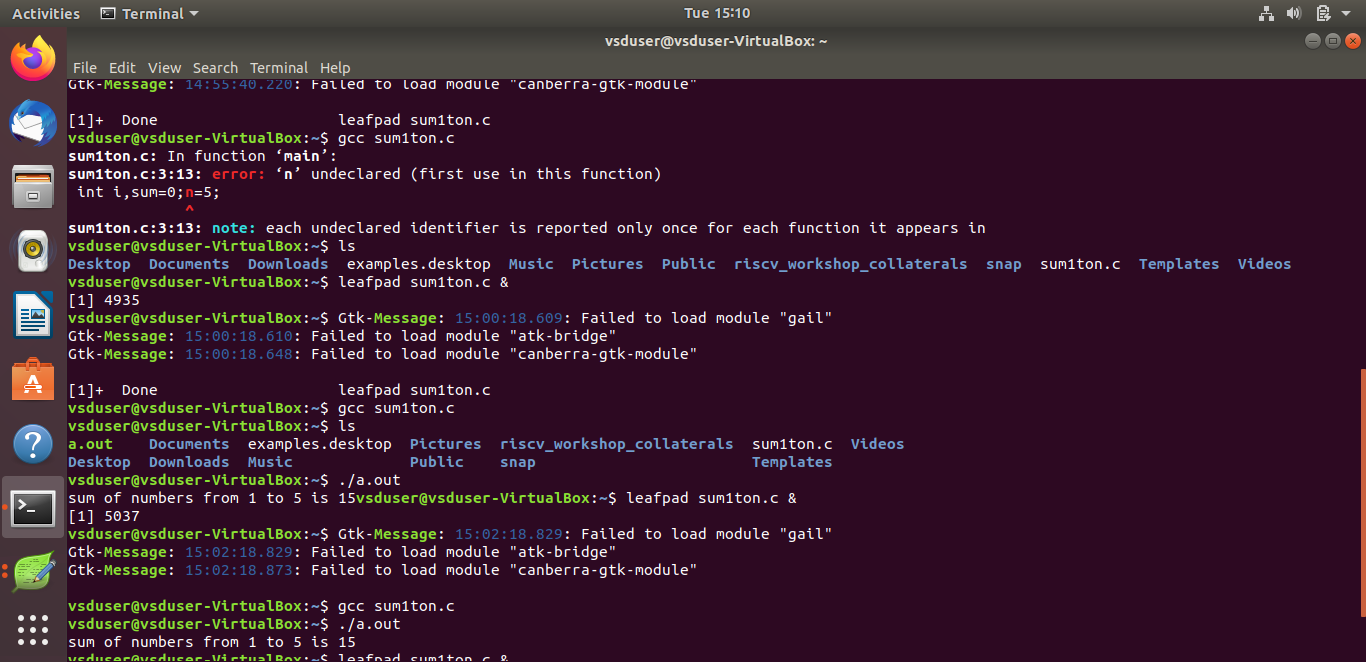 Activities Terminal Tue 15:10
vsduser@vsduser-VirtualBox: ~
File Edit View Search Terminal Help
Gtk-Message: 14:55:40.220: Failed to load module "canberra-gtk-module"
[1]+  Done                    leafpad sum1ton.c
vsduser@vsduser-VirtualBox:~$ gcc sum1ton.c
sum1ton.c: In function ‘main’:
sum1ton.c:3:13: error: ‘n’ undeclared (first use in this function)
 int i,sum=0;n=5;
             ^
sum1ton.c:3:13: note: each undeclared identifier is reported only once for each function it appears in
vsduser@vsduser-VirtualBox:~$ ls
Desktop  Documents  Downloads  examples.desktop  Music  Pictures  Public  riscv_workshop_collaterals  snap  sum1ton.c  Templates  Videos
vsduser@vsduser-VirtualBox:~$ leafpad sum1ton.c &
[1] 4935
vsduser@vsduser-VirtualBox:~$ Gtk-Message: 15:00:18.609: Failed to load module "gail"
Gtk-Message: 15:00:18.610: Failed to load module "atk-bridge"
Gtk-Message: 15:00:18.648: Failed to load module "canberra-gtk-module"
[1]+  Done                    leafpad sum1ton.c
vsduser@vsduser-VirtualBox:~$ gcc sum1ton.c
vsduser@vsduser-VirtualBox:~$ ls
a.out    Documents  examples.desktop  Pictures  riscv_workshop_collaterals  sum1ton.c  Videos
Desktop  Downloads  Music             Public    snap                        Templates
vsduser@vsduser-VirtualBox:~$ ./a.out
sum of numbers from 1 to 5 is 15vsduser@vsduser-VirtualBox:~$ leafpad sum1ton.c &
[1] 5037
vsduser@vsduser-VirtualBox:~$ Gtk-Message: 15:02:18.829: Failed to load module "gail"
Gtk-Message: 15:02:18.829: Failed to load module "atk-bridge"
Gtk-Message: 15:02:18.873: Failed to load module "canberra-gtk-module"
vsduser@vsduser-VirtualBox:~$ gcc sum1ton.c
vsduser@vsduser-VirtualBox:~$ ./a.out
sum of numbers from 1 to 5 is 15
vsduser@vsduser-VirtualBox:~$ leafpad sum1ton.c &